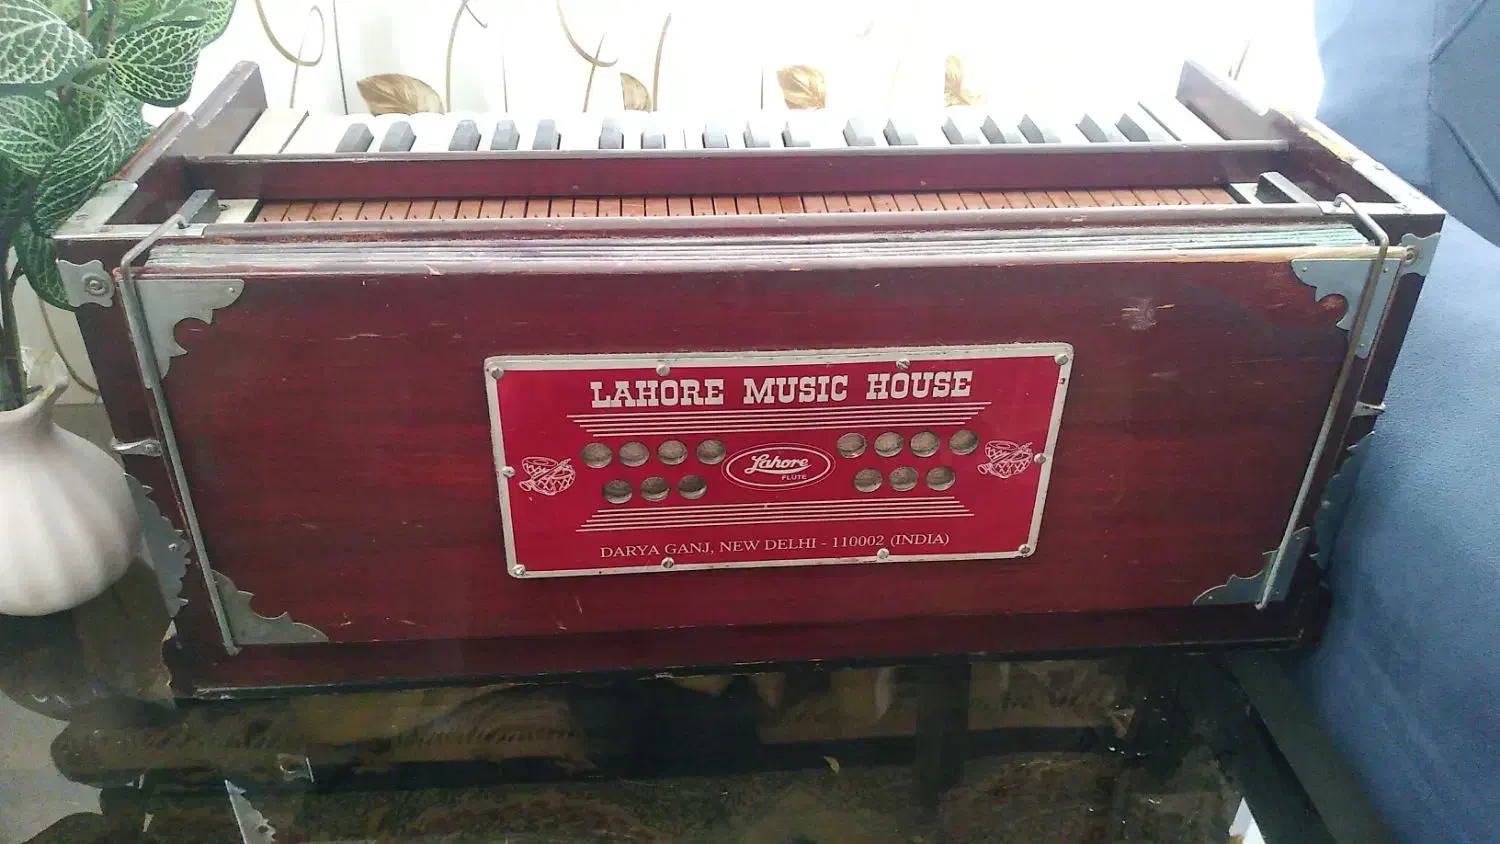 LAHORE MUSIC HOUSE
Lahore
FLUTE
DARYA GANJ, NEW DELHI - 110002 (INDIA)